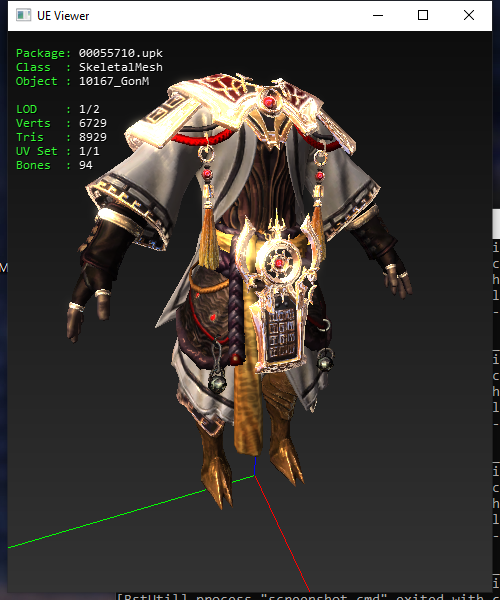 UE Viewer
Package: 00055710.upk
Class : SkeletalMesh
Object : 10167_GonM
LOD : 1/2
Verts : 6729
Tris : 8929
UV Set : 1/1
Bones : 94
M
i
c
h
l
-
i
c
h
l
-
i
c
h
l
-
[BstUtil] process "screenshot.cmd" exited with c